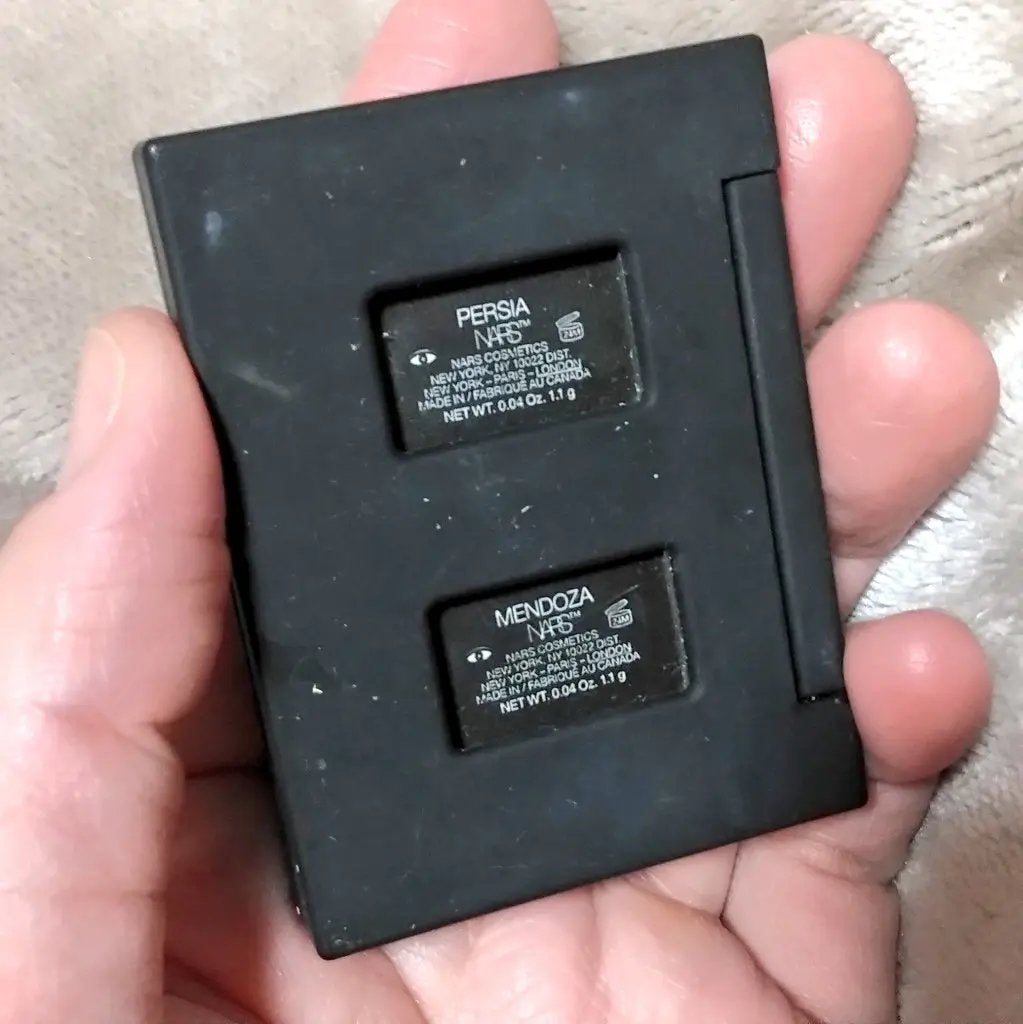 PERSIA
NARS™
24M
NARS COSMETICS
NEW YORK, NY 10022 DIST.
NEW YORK - PARIS - LONDON
MADE IN / FABRIQUÉ AU CANADA
NET WT. 0.04 Oz. 1.1 g
MENDOZA
NARS™
24M
NARS COSMETICS
NEW YORK, NY 10022 DIST.
NEW YORK - PARIS - LONDON
MADE IN / FABRIQUÉ AU CANADA
NET WT. 0.04 Oz. 1.1 g